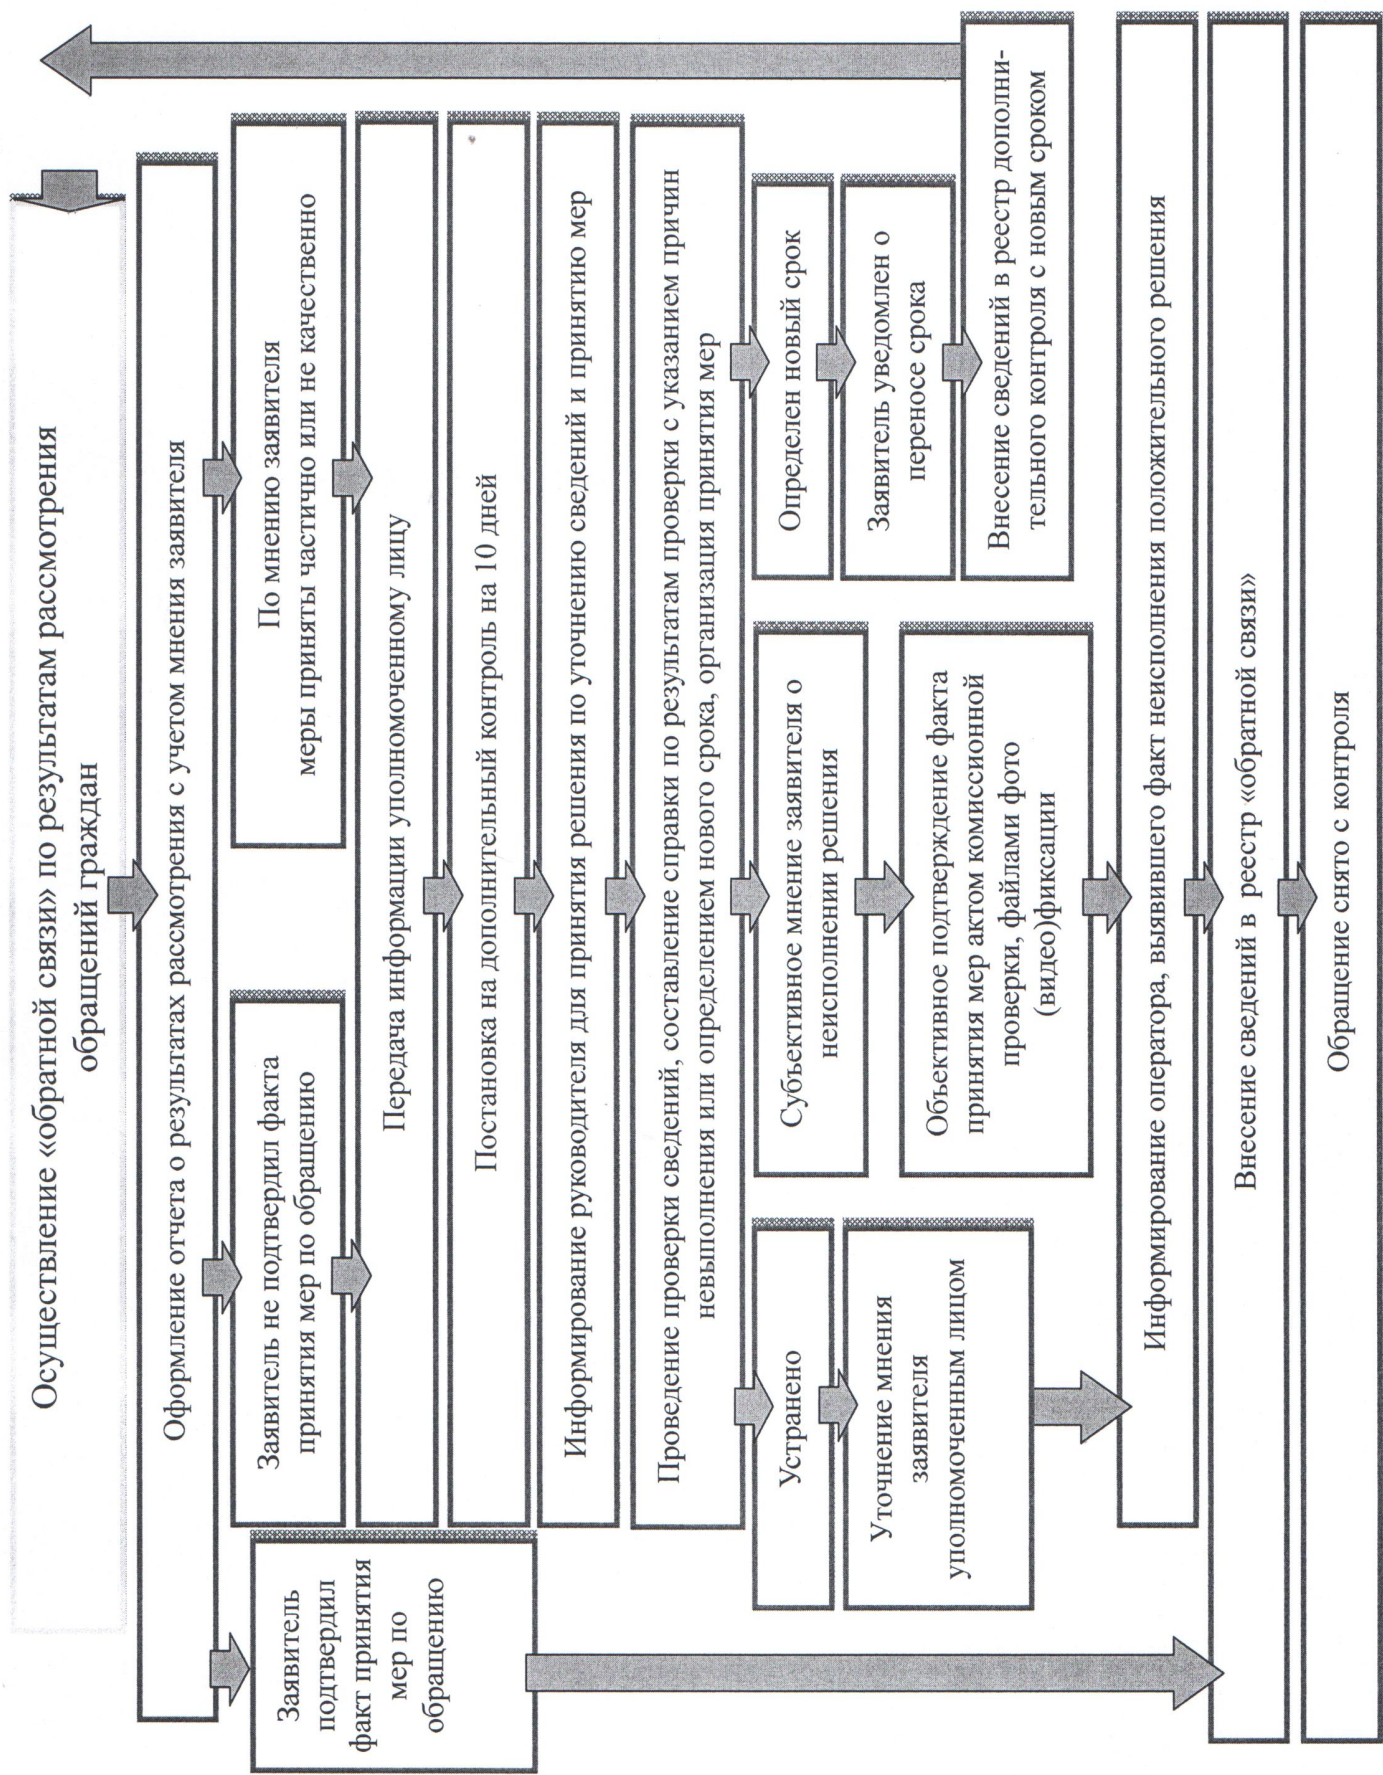 Осуществление «обратной связи» по результатам рассмотрения
обращений граждан
Оформление отчета о результатах рассмотрения с учетом мнения заявителя
Заявитель
подтвердил
факт принятия
мер по
обращению
Заявитель не подтвердил факта
принятия мер по обращению
По мнению заявителя
меры приняты частично или не качественно
Передача информации уполномоченному лицу
Постановка на дополнительный контроль на 10 дней
Информирование руководителя для принятия решения по уточнению сведений и принятию мер
Проведение проверки сведений, составление справки по результатам проверки с указанием причин
невыполнения или определением нового срока, организация принятия мер
Устранено
Уточнение мнения
заявителя
уполномоченным лицом
Субъективное мнение заявителя о
неисполнении решения
Объективное подтверждение факта
принятия мер актом комиссионной
проверки, файлами фото
(видео)фиксации
Определен новый срок
Заявитель уведомлен о
переносе срока
Внесение сведений в реестр дополни-
тельного контроля с новым сроком
Информирование оператора, выявившего факт неисполнения положительного решения
Внесение сведений в реестр «обратной связи»
Обращение снято с контроля